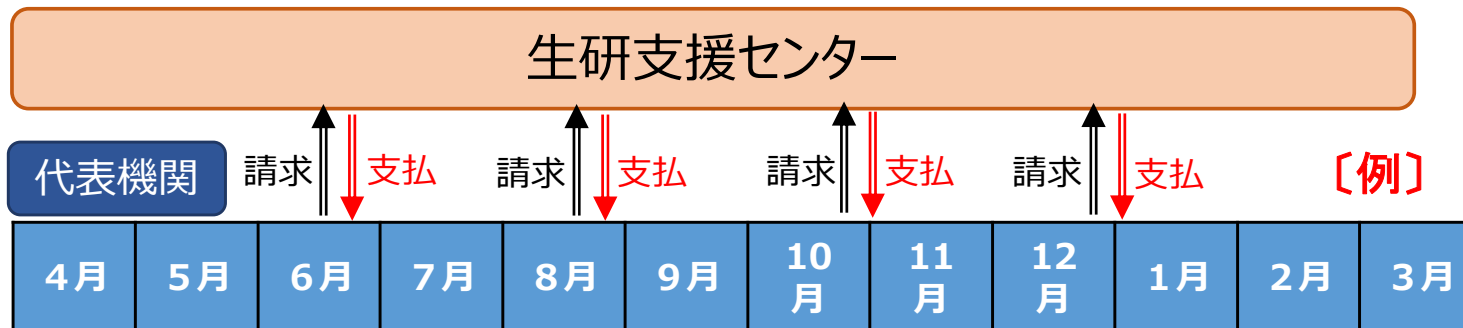 生研支援センター
代表機関
請求
支払
請求
支払
請求
支払
請求
支払
〔例〕
4月
5月
6月
7月
8月
9月
10
月
11
月
12
月
1月
2月
3月